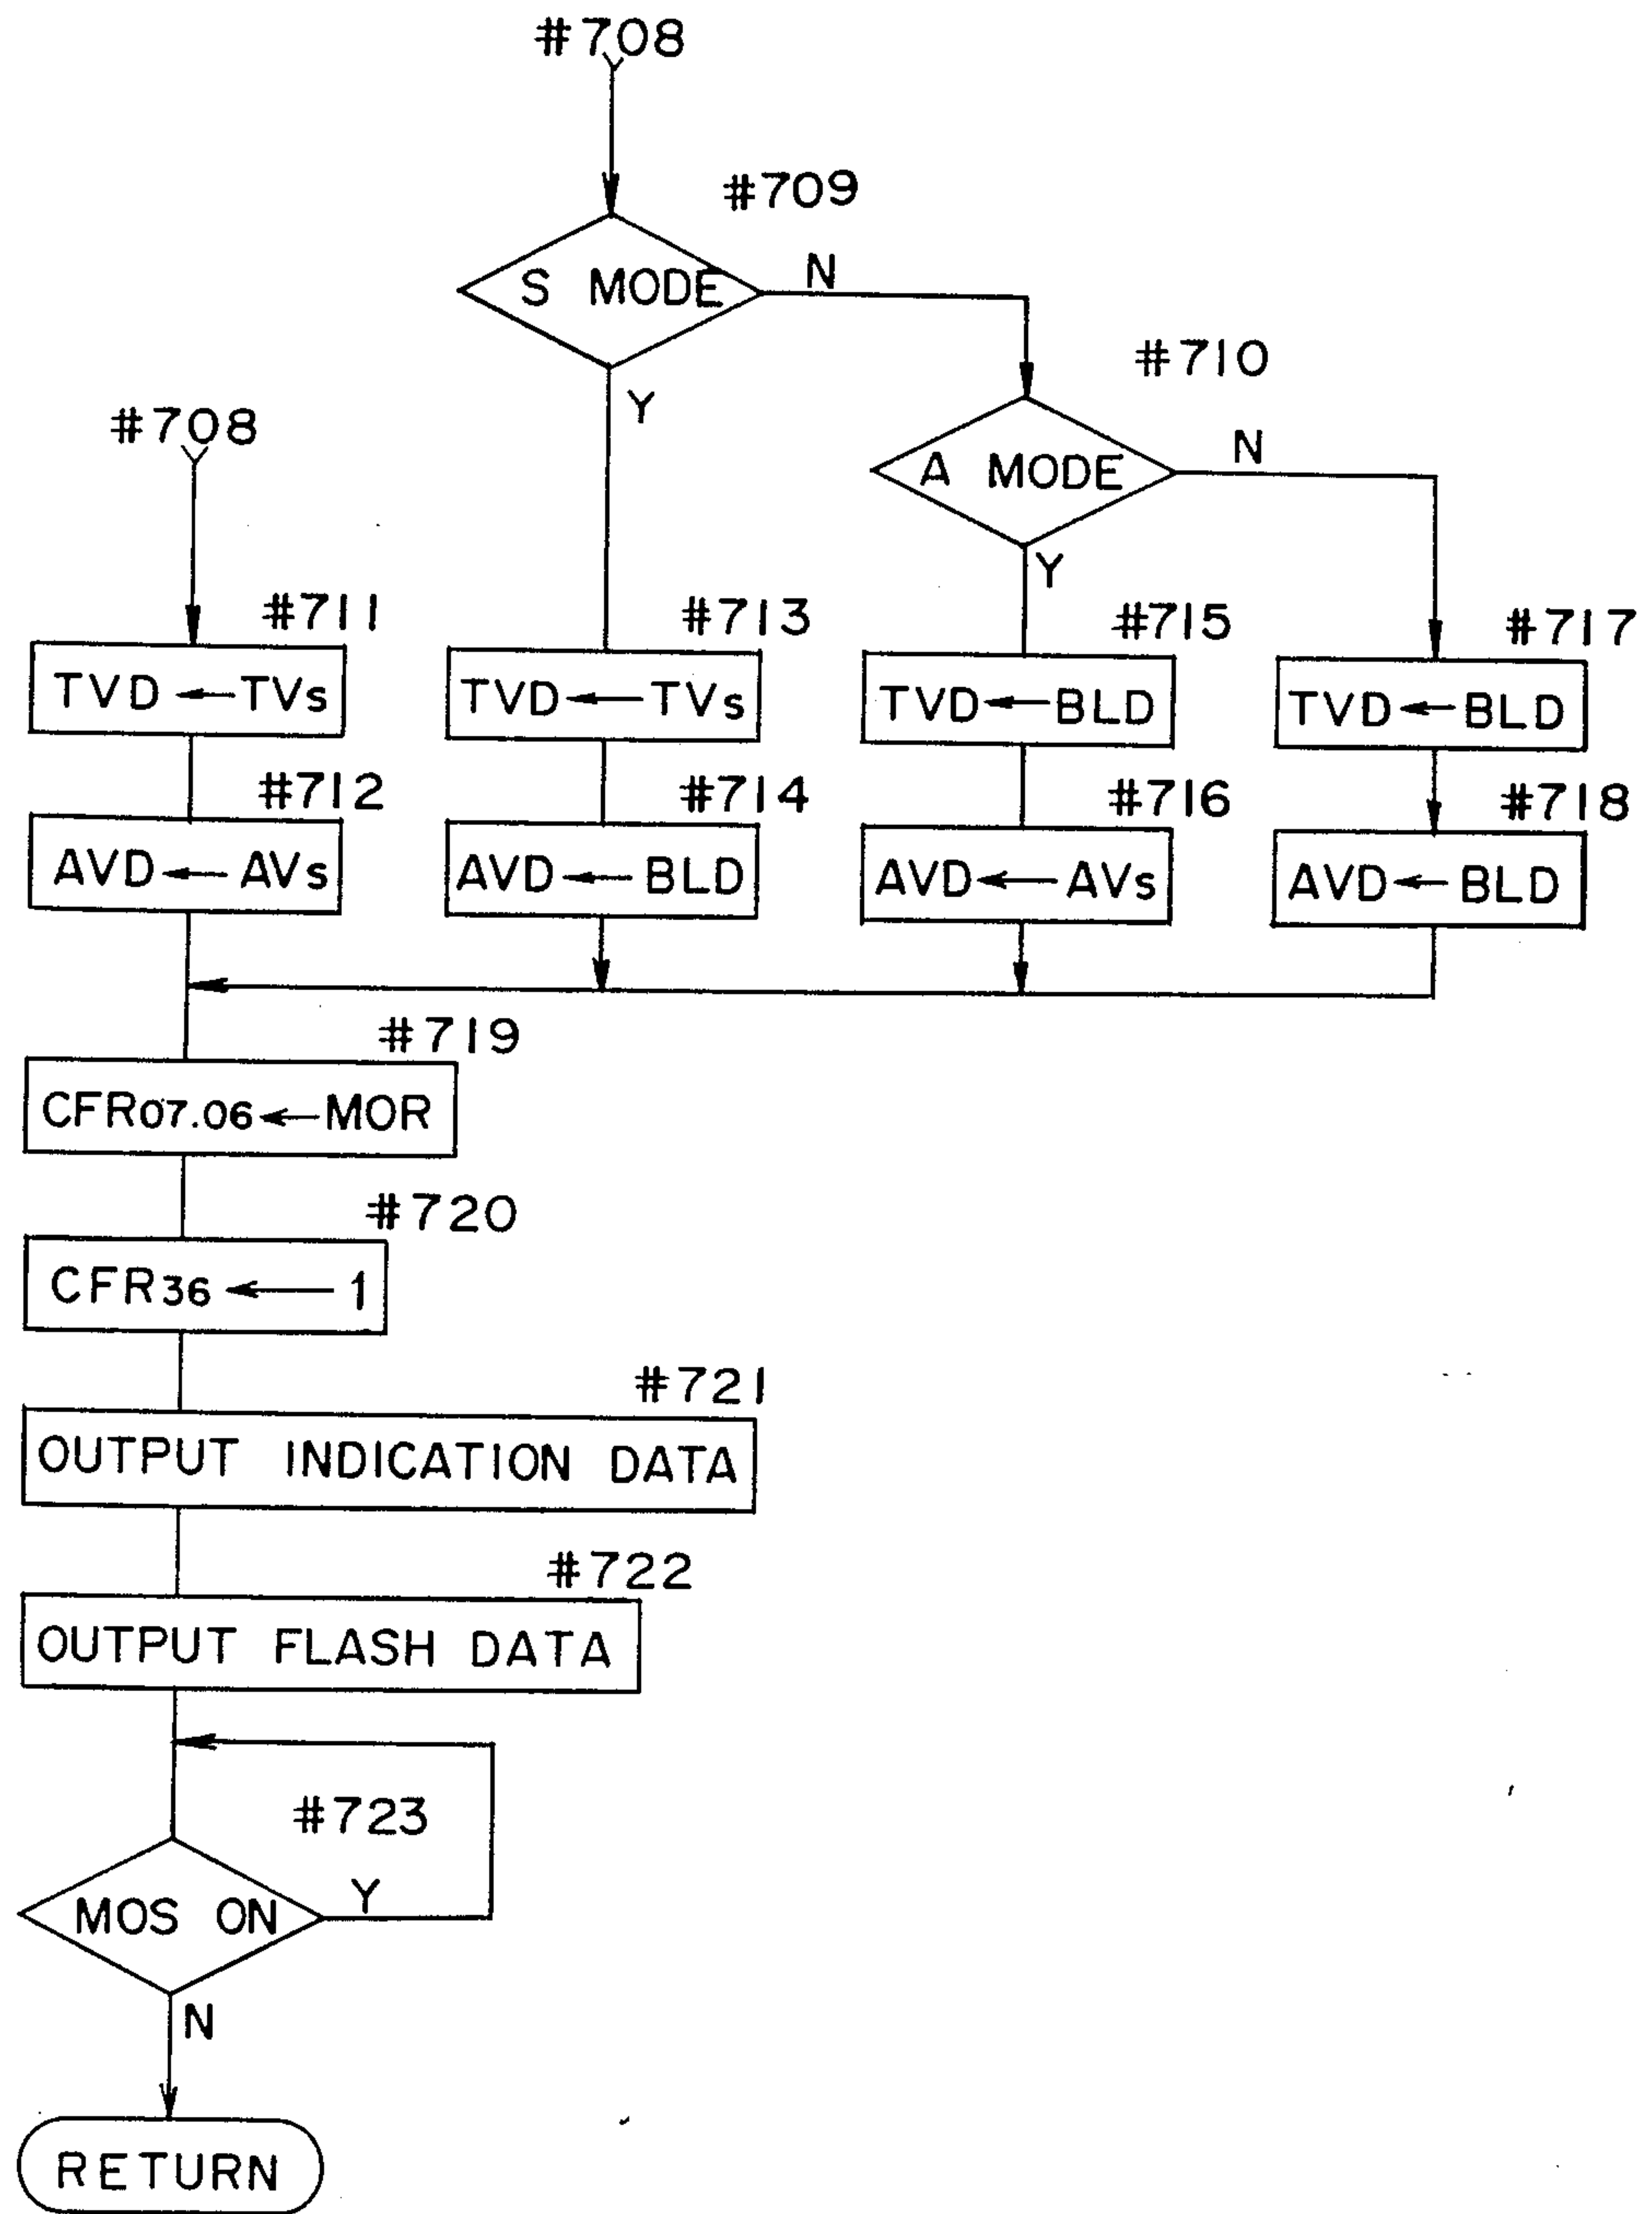 #708
#709
S MODE
N
Y
#710
A MODE
N
Y
#708
#711
TVD ← TVs
#712
AVD ← AVs
#713
TVD ← TVs
#714
AVD ← BLD
#715
TVD ← BLD
#716
AVD ← AVs
#717
TVD ← BLD
#718
AVD ← BLD
#719
CFR07.06 ← MOR
#720
CFR36 ← 1
#721
OUTPUT INDICATION DATA
#722
OUTPUT FLASH DATA
#723
MOS ON
Y
N
RETURN